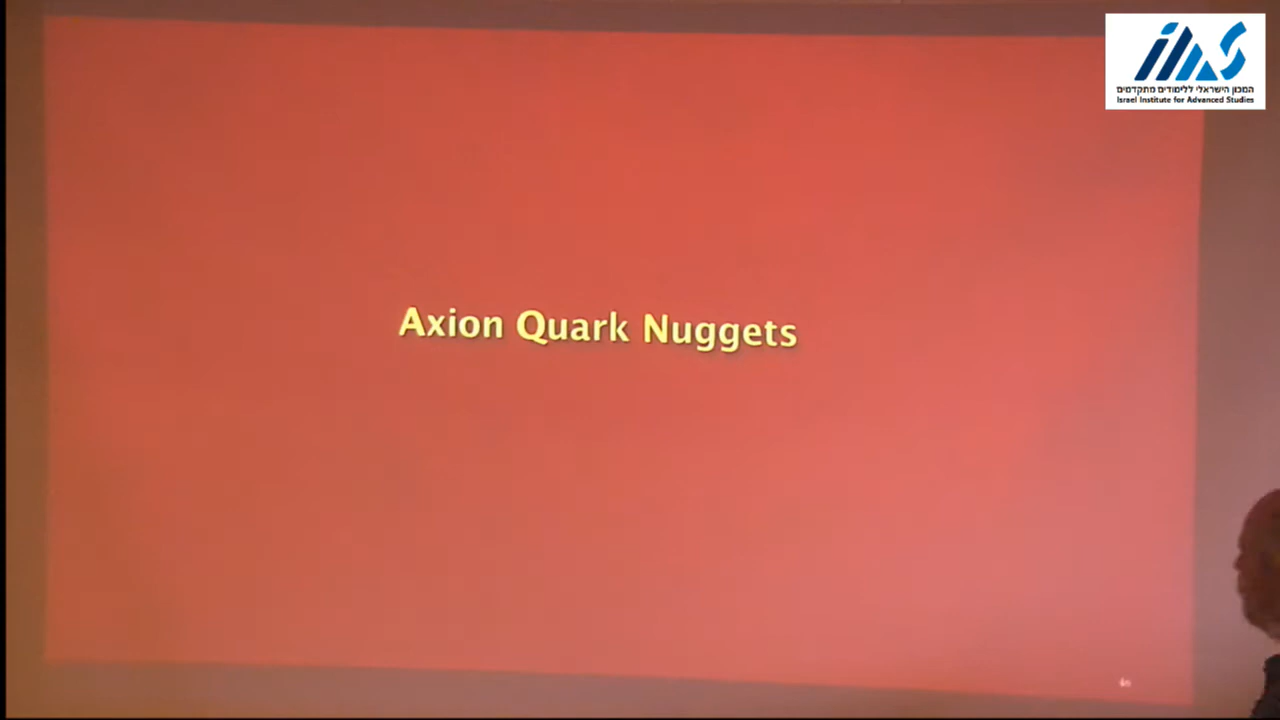 המכון הישראלי ללימודים מתקדמים
Israel Institute for Advanced Studies
Axion Quark Nuggets